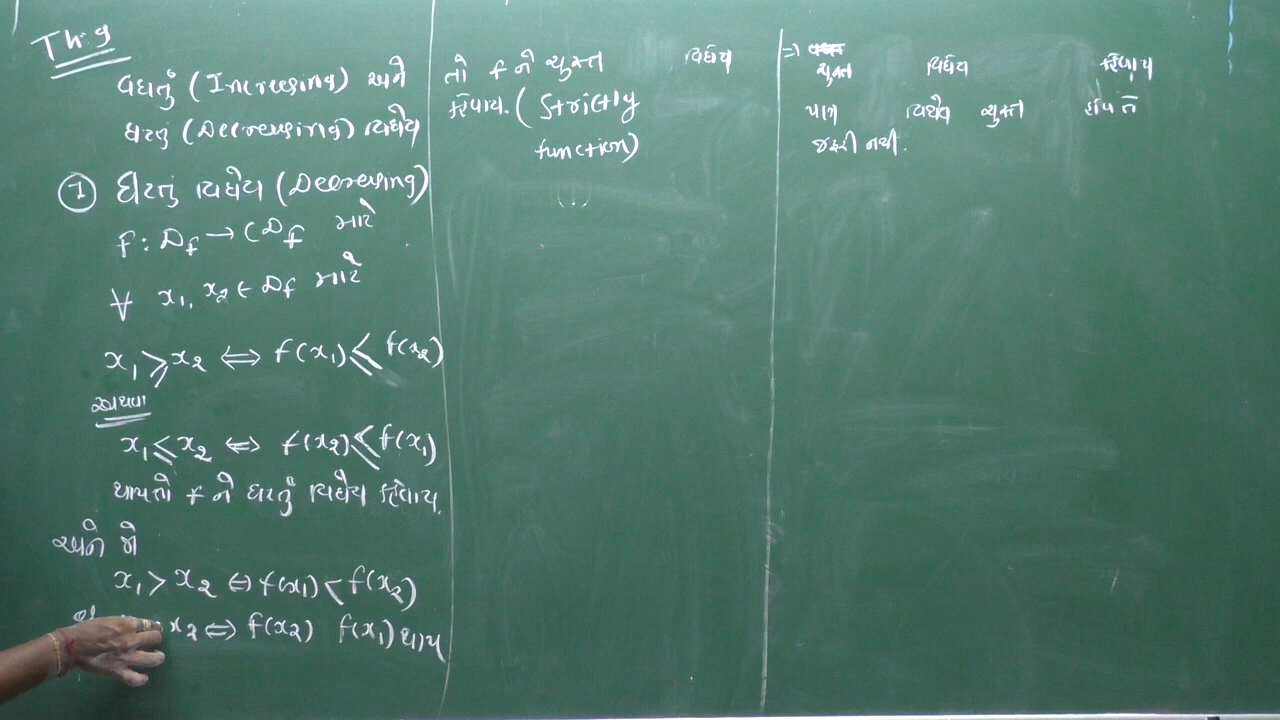 Th. 9
વધતું (Increasing) અને
ઘટતું (Decreasing) વિધેય
① ઘટતું વિધેય (Decreasing)
f : Df → CDf માટે
∀ x₁, x₂ ∈ Df માટે
x₁ ⩾ x₂ ⇔ f(x₁) ⩽ f(x₂)
અથવા
x₁ ⩽ x₂ ⇔ f(x₂) ⩽ f(x₁)
થાયતો f ને ઘટતું વિધેય કહેવાય.
અને જો
x₁ > x₂ ⇔ f(x₁) < f(x₂)
x₂ ⇔ f(x₂) f(x₁) થાય
તો f ને ચુસ્ત વિધેય
કહેવાય. (Strictly
function)
⇒ ચુસ્ત વિધેય
પણ વિધેય ચુસ્ત હોય તે
જરૂરી નથી.